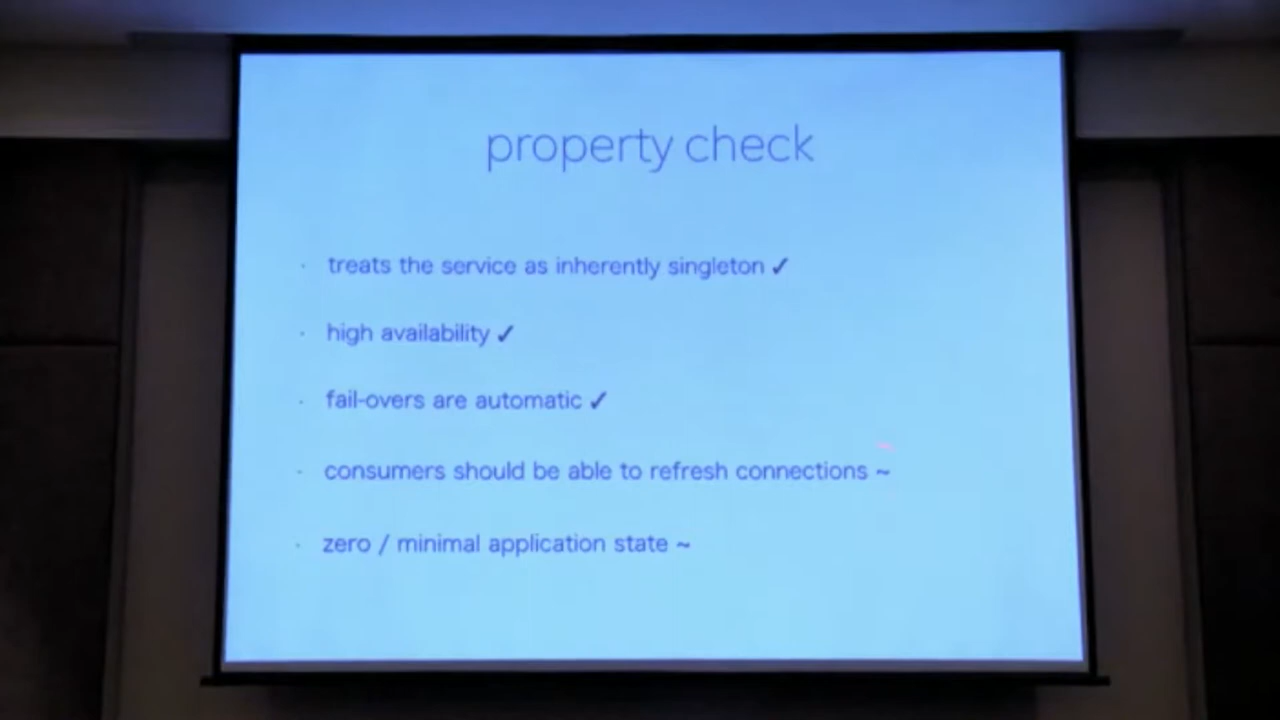 property check
· treats the service as inherently singleton ✓
· high availability ✓
· fail-overs are automatic ✓
· consumers should be able to refresh connections ~
· zero / minimal application state ~